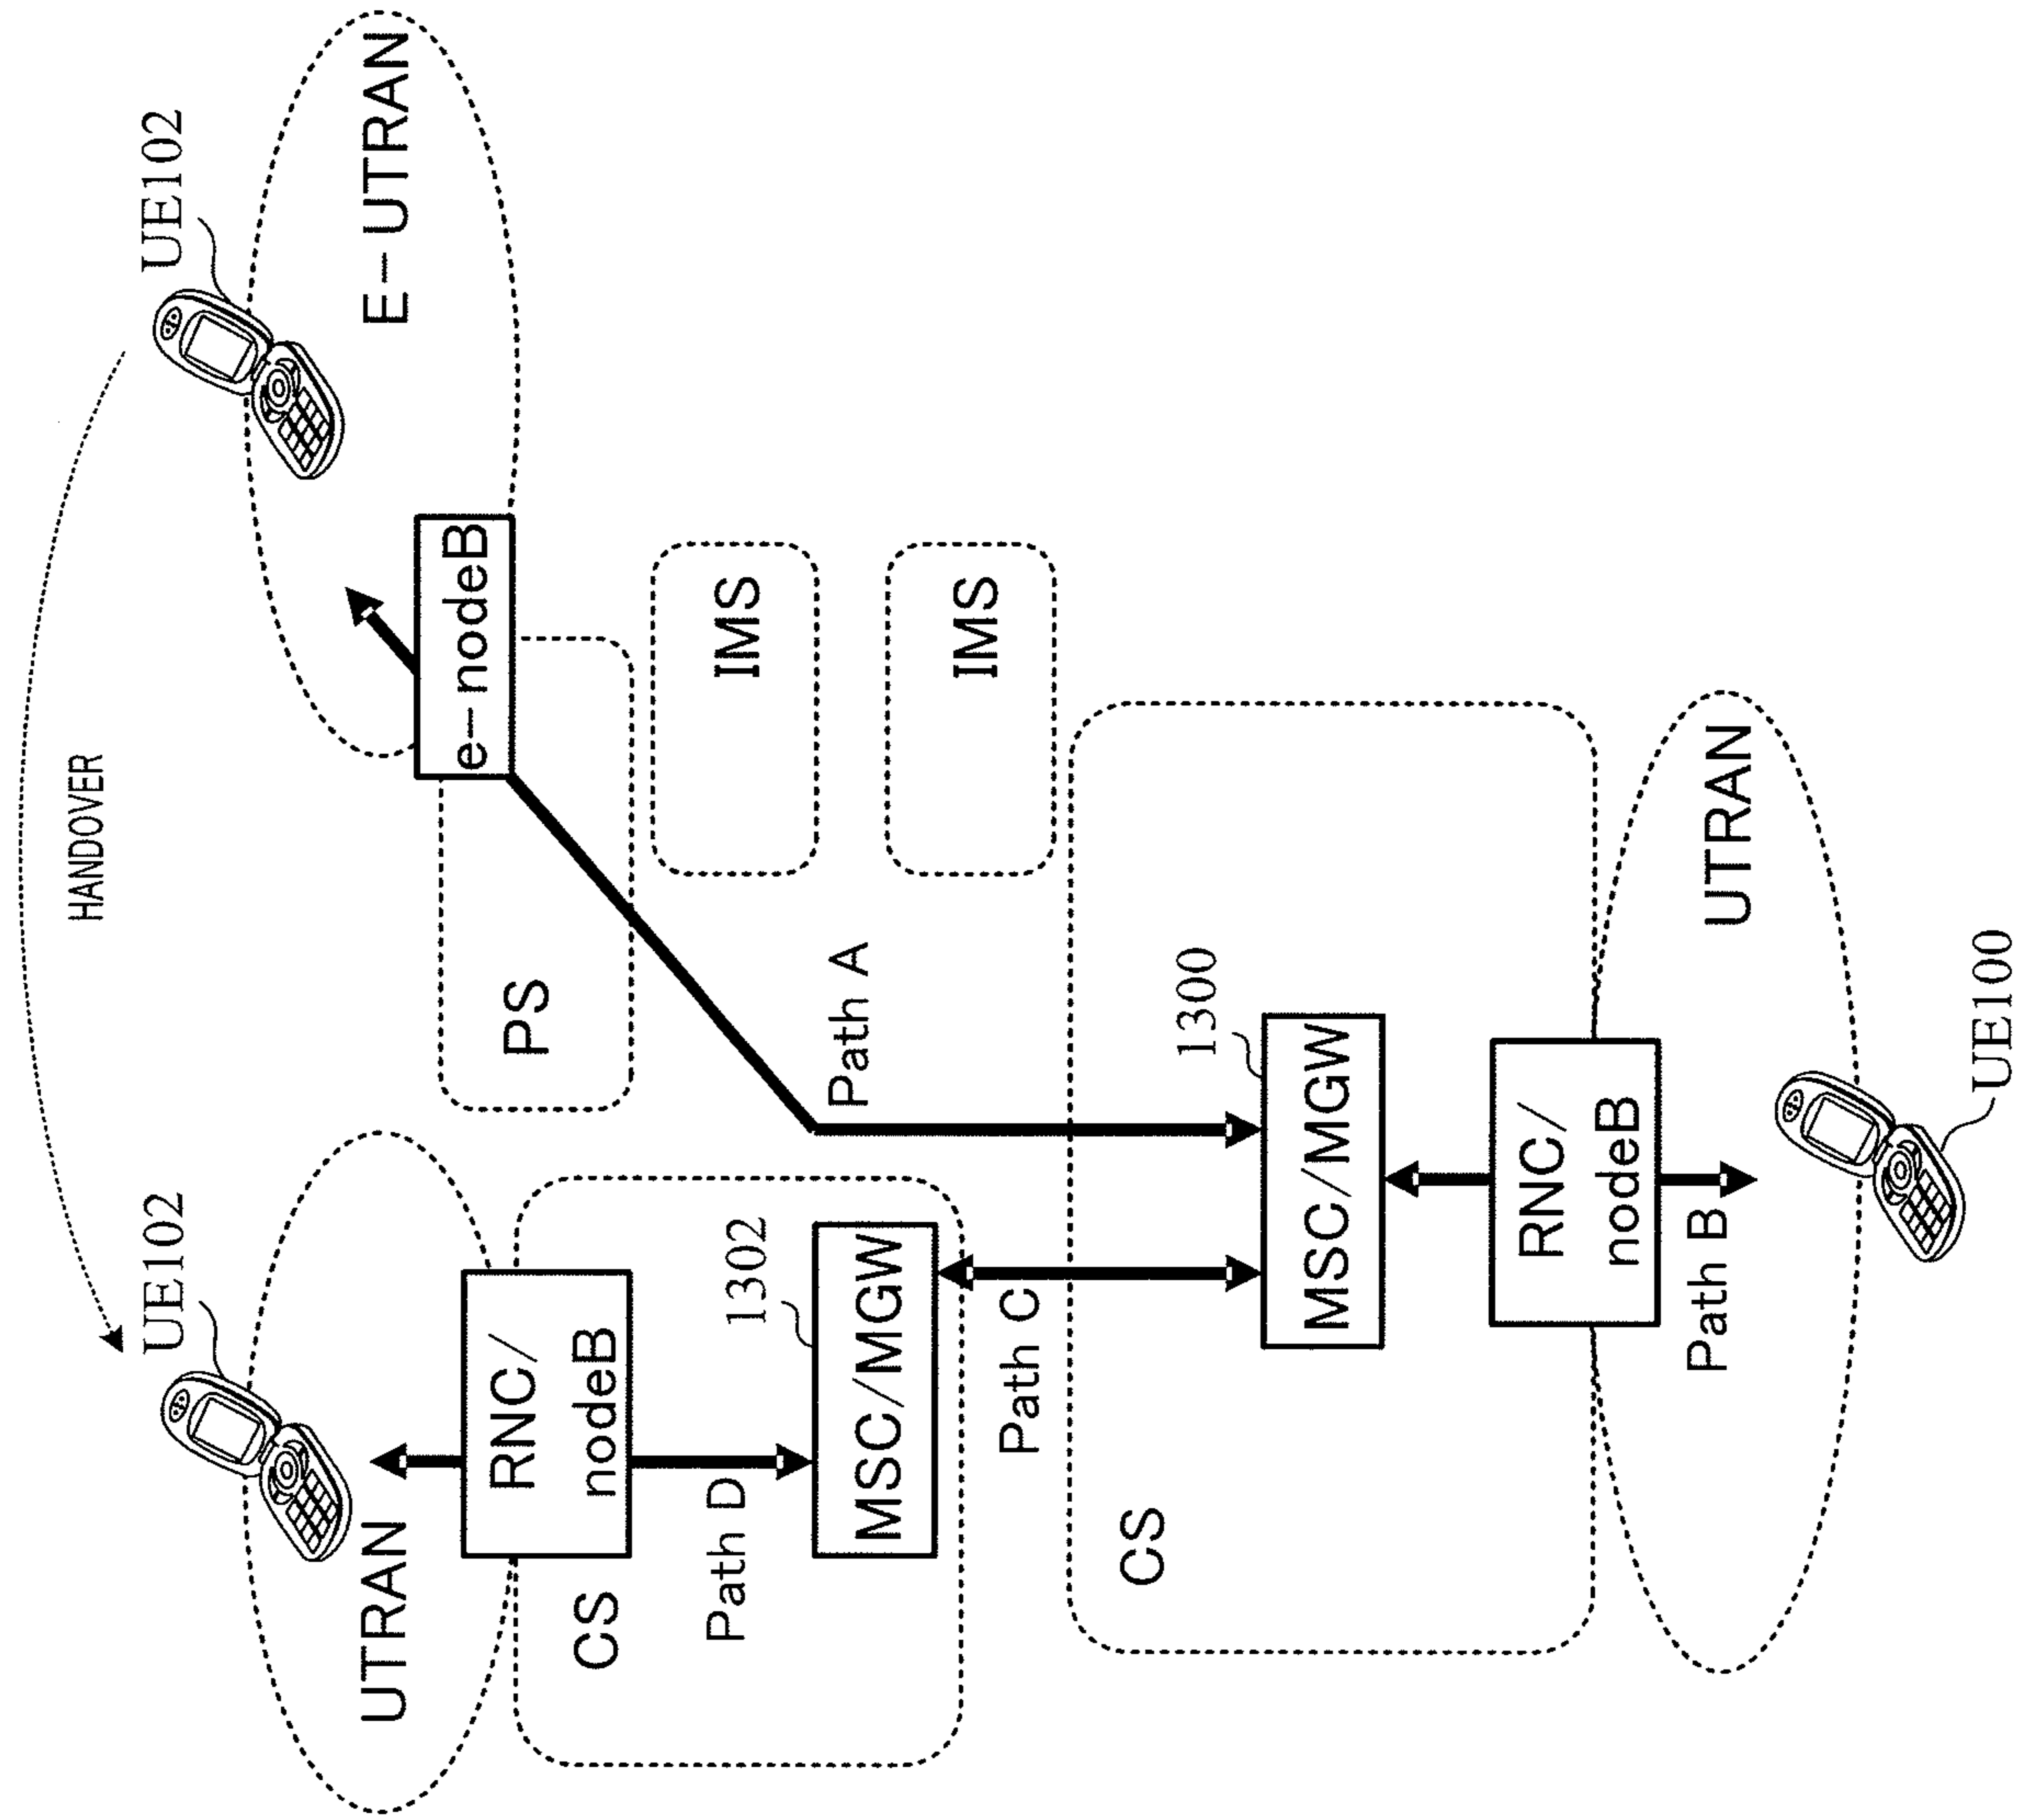 HANDOVER
UE102
UE102
UTRAN
E-UTRAN
RNC/
nodeB
e-nodeB
CS
PS
Path D
1302
IMS
MSC/MGW
Path A
IMS
Path C
CS
1300
MSC/MGW
RNC/
nodeB
Path B
UTRAN
UE100